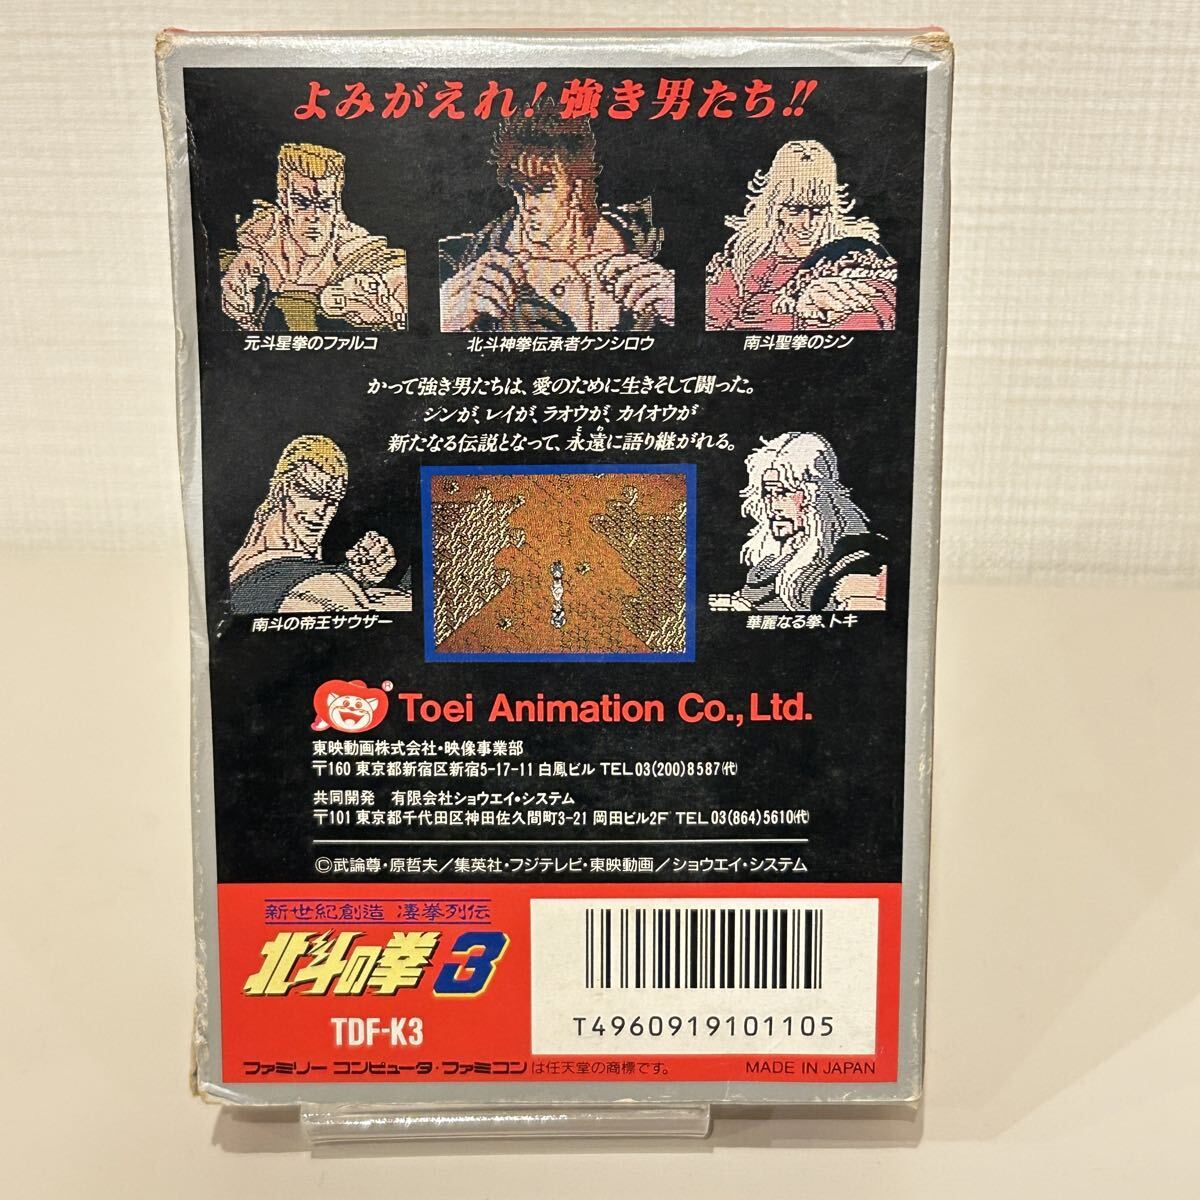 よみがえれ!強き男たち!!
元斗星拳のファルコ
北斗神拳伝承者ケンシロウ
南斗聖拳のシン
かつて強き男たちは、愛のために生きそして闘った。
シンが、レイが、ラオウが、カイオウが
新たなる伝説となって、永遠に語り継がれる。
とわ
南斗の帝王サウザー
華麗なる拳、トキ
® Toei Animation Co., Ltd.
東映動画株式会社・映像事業部
〒160 東京都新宿区新宿5-17-11 白鳳ビル TEL 03(200)8587(代)
共同開発 有限会社ショウエイ・システム
〒101 東京都千代田区神田佐久間町3-21 岡田ビル2F TEL 03(864)5610(代)
©武論尊・原哲夫/集英社・フジテレビ・東映動画/ショウエイ・システム
新世紀創造 凄拳列伝
北斗の拳3
TDF-K3
T4960919101105
ファミリーコンピュータ・ファミコンは任天堂の商標です。
MADE IN JAPAN